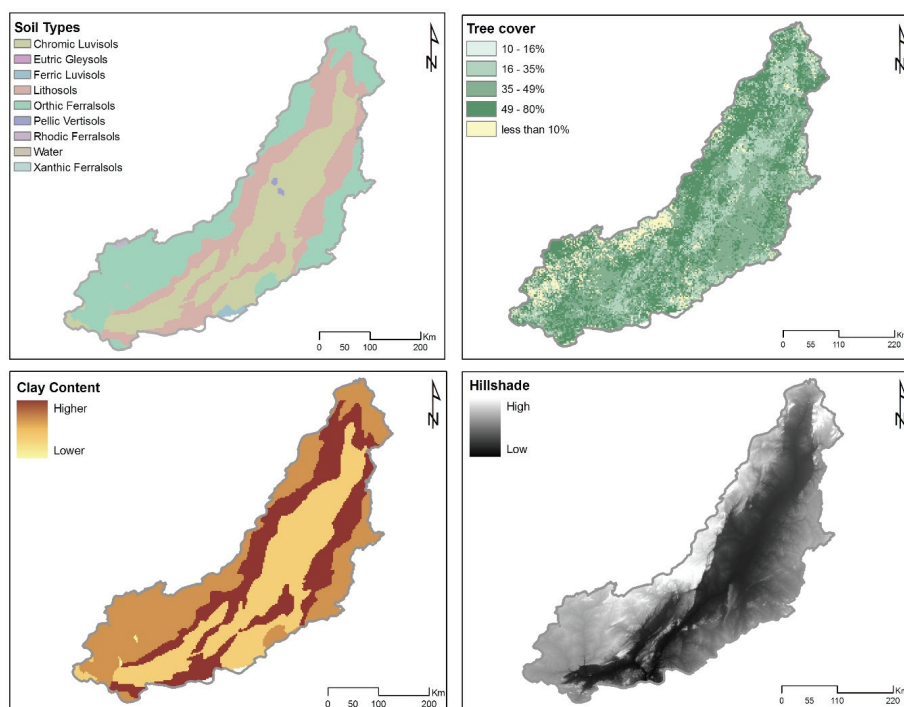 Soil Types
Chromic Luvisols
Eutric Gleysols
Ferric Luvisols
Lithosols
Orthic Ferralsols
Pellic Vertisols
Rhodic Ferralsols
Water
Xanthic Ferralsols
N
Km
0 50 100 200
Tree cover
10 - 16%
16 - 35%
35 - 49%
49 - 80%
less than 10%
N
Km
0 55 110 220
Clay Content
Higher
Lower
N
Km
0 50 100 200
Hillshade
High
Low
N
Km
0 55 110 220